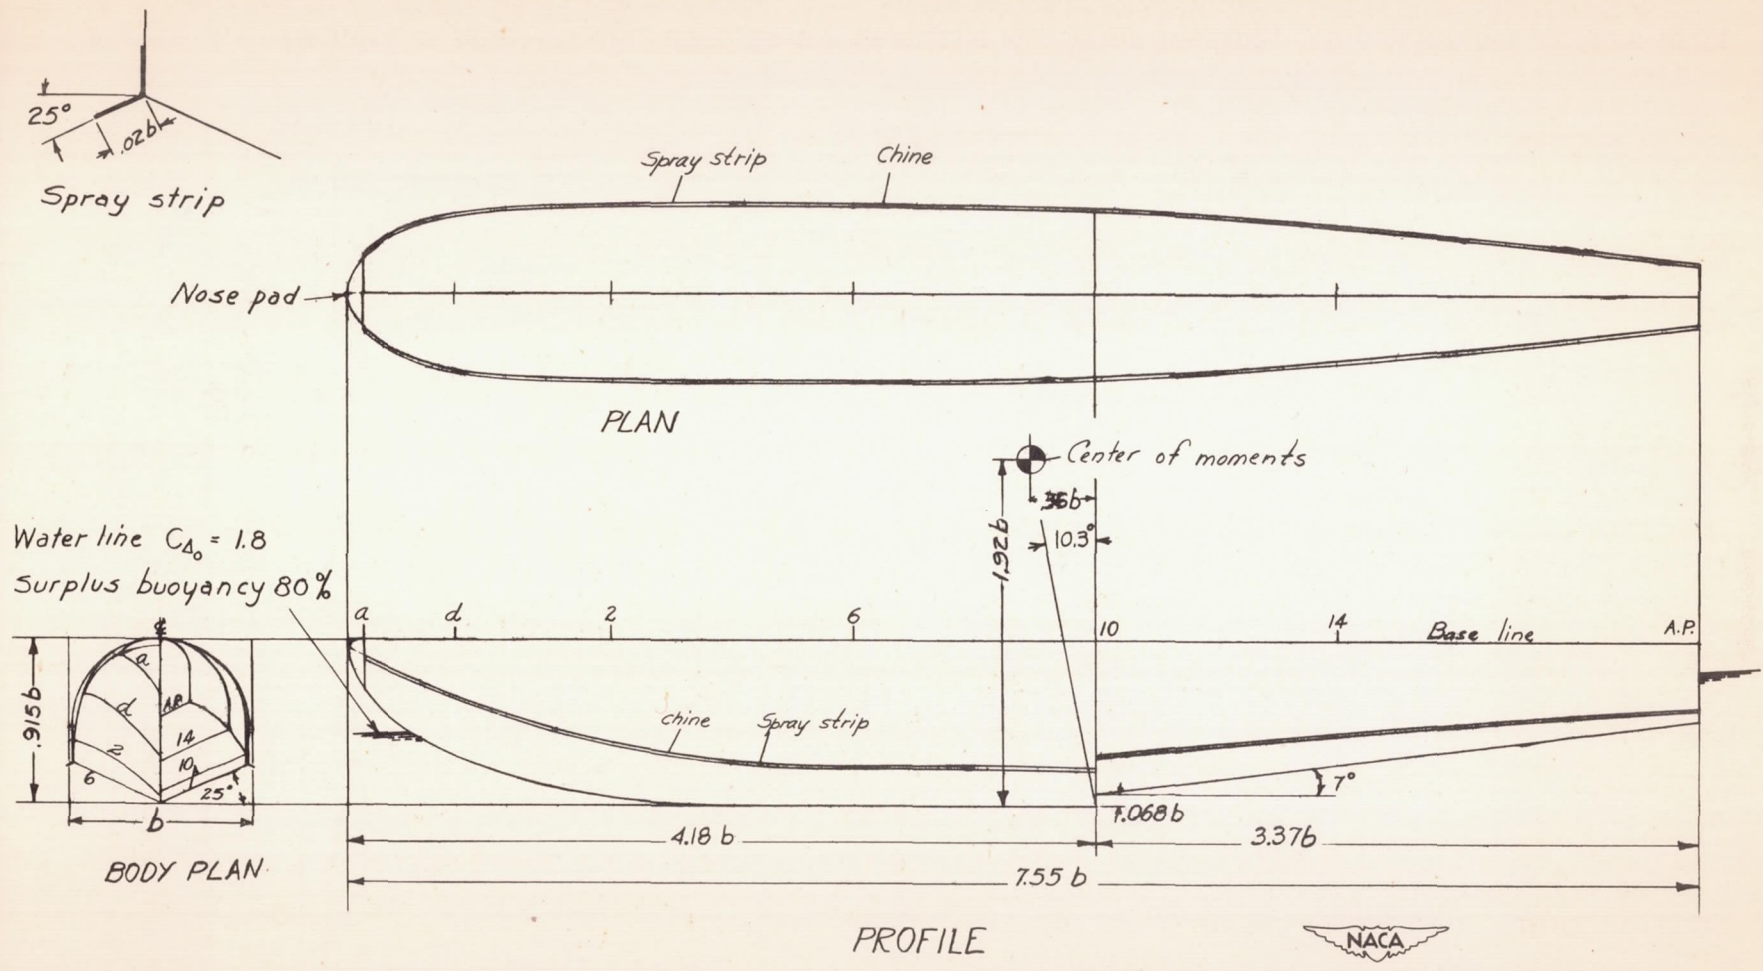 25°
.02b
Spray strip
Spray strip
Chine
Nose pad
PLAN
Center of moments
10.3°
1.92b
Water line C∆₀ = 1.8
Surplus buoyancy 80%
a
d
2
6
10
14
Base line
A.P.
℄
a
A.P.
d
14
2
10
6
25°
.915b
b
BODY PLAN
chine
Spray strip
7°
.068b
4.18 b
3.37b
7.55 b
PROFILE
NACA